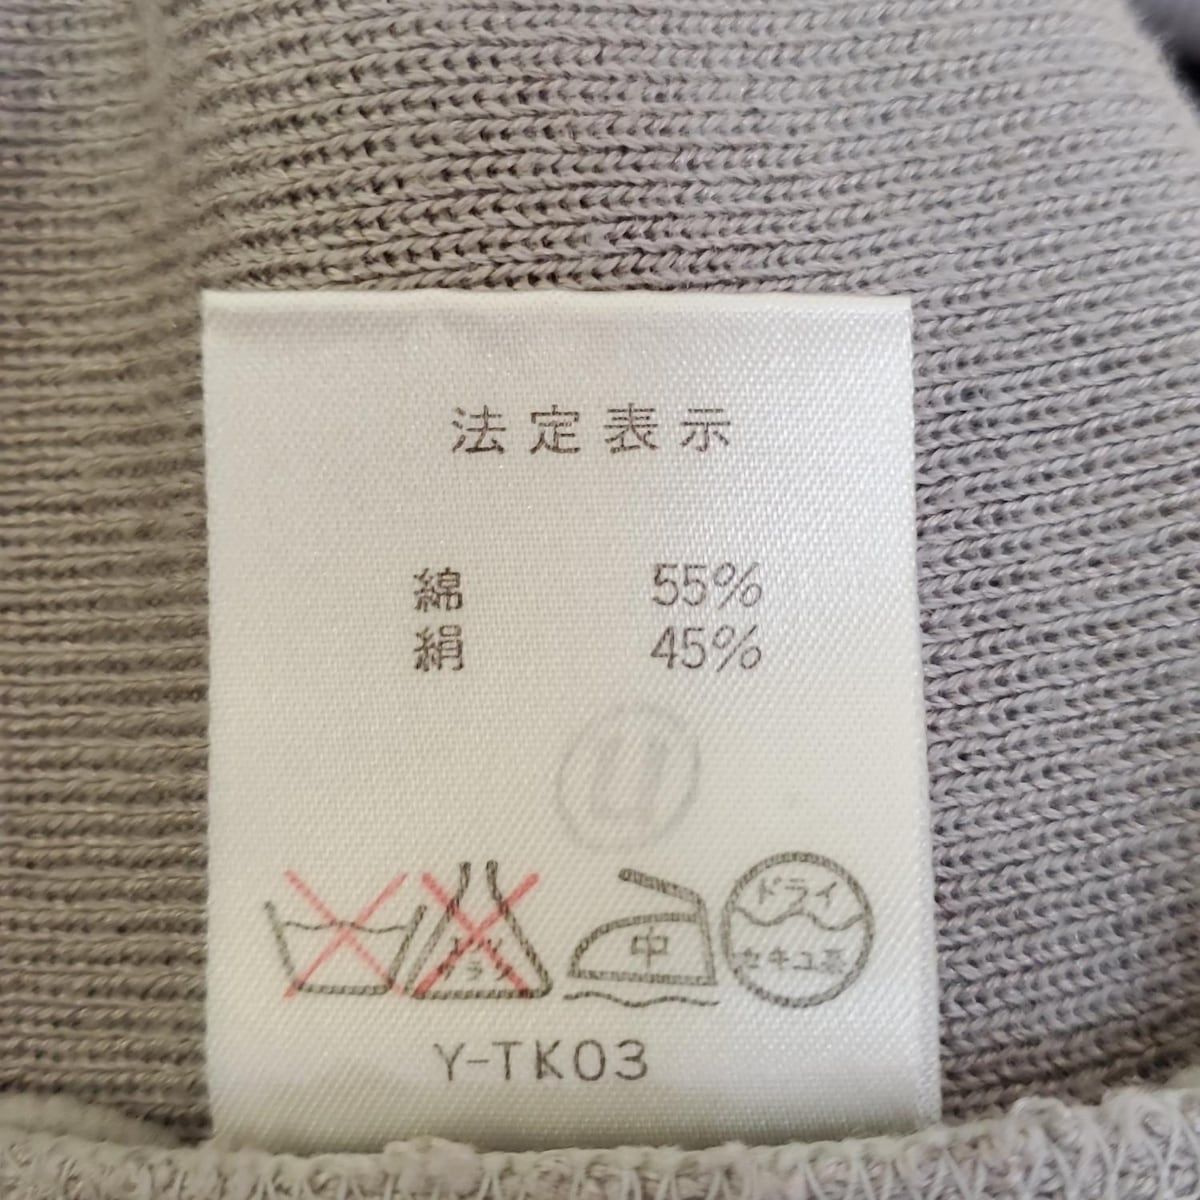 法定表示
綿 55%
絹 45%
中
ドライ
セキユ系
Y-TK03